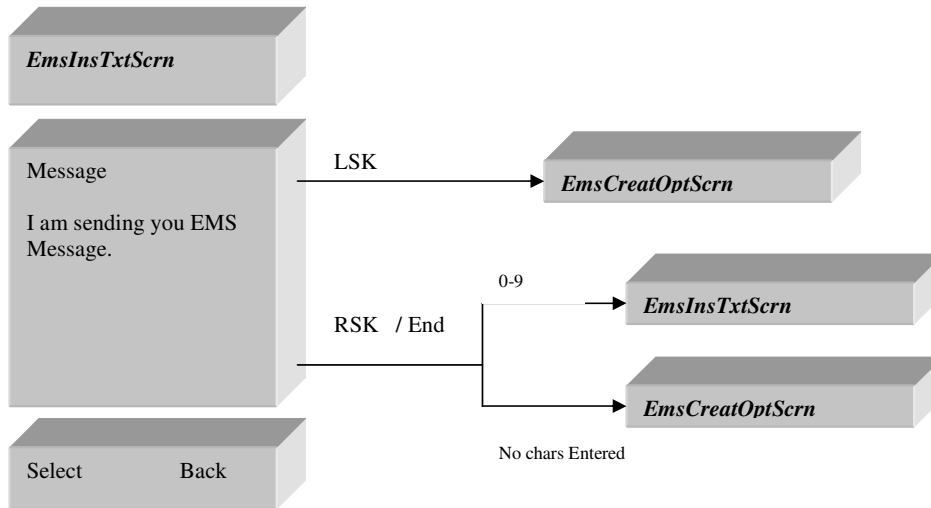 EmsInsTxtScrn
Message
I am sending you EMS
Message.
LSK
EmsCreatOptScrn
0-9
EmsInsTxtScrn
RSK / End
EmsCreatOptScrn
No chars Entered
Select Back